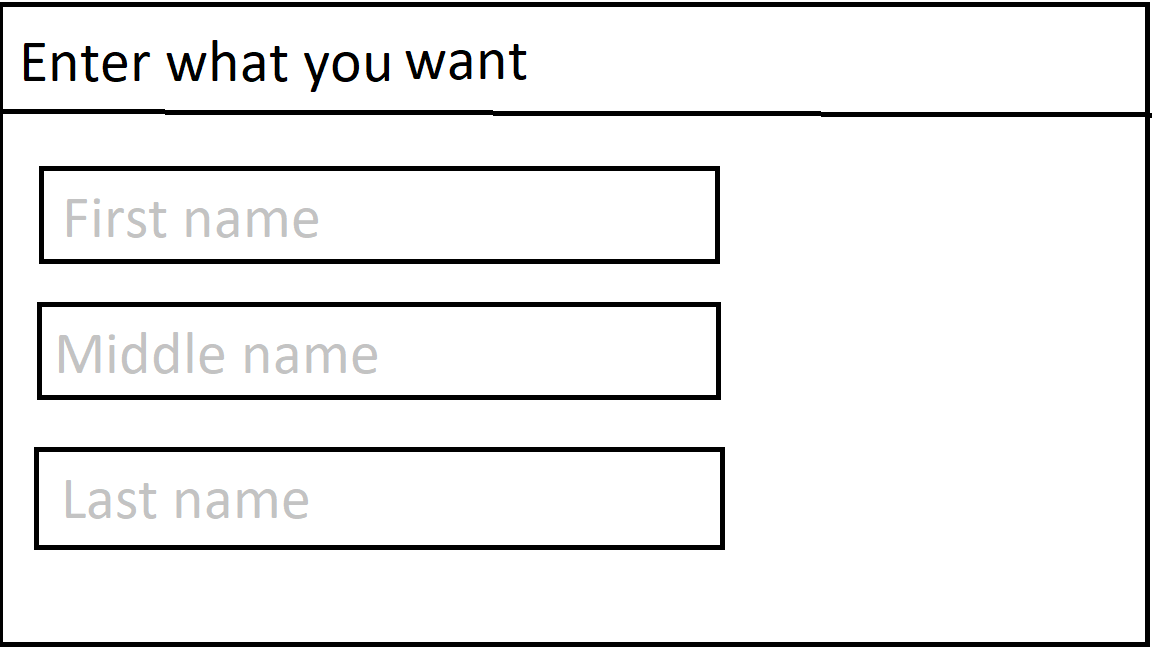 Enter what you want
First name
Middle name
Last name